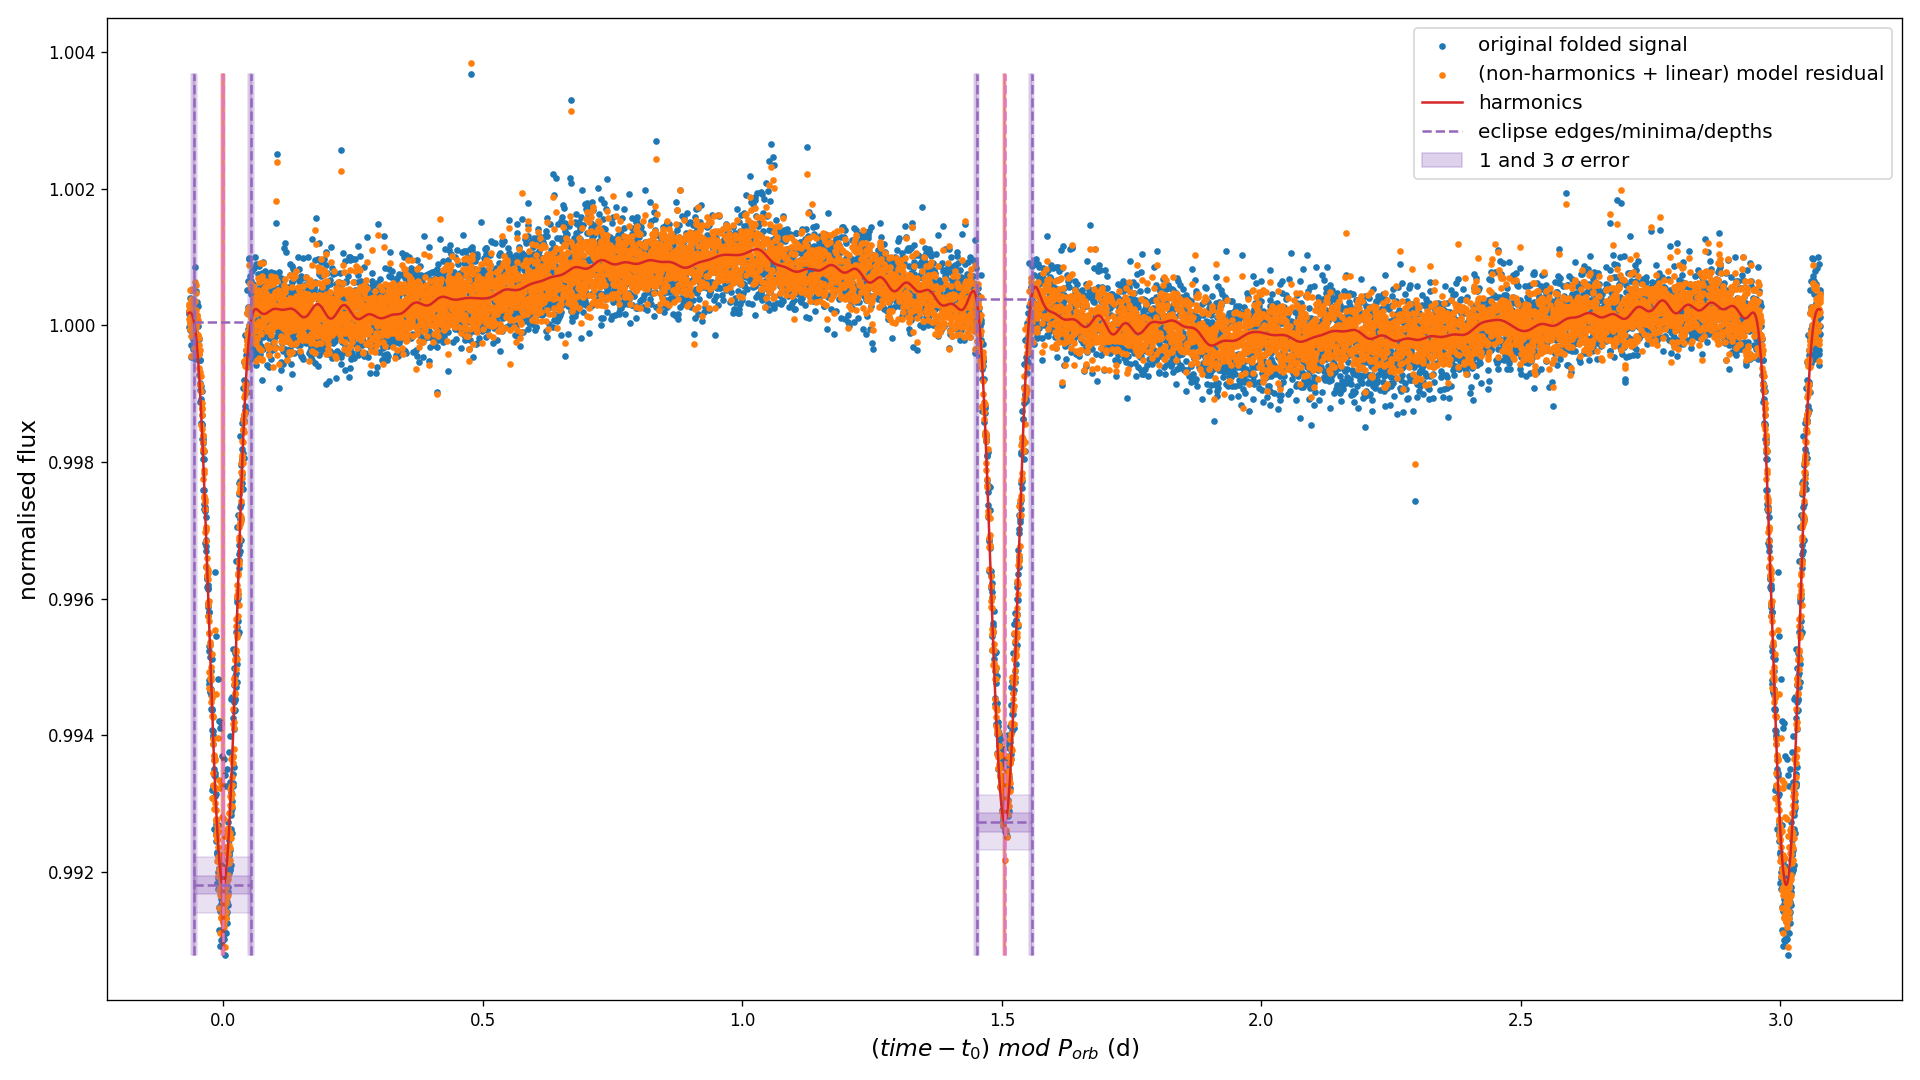 original folded signal
(non-harmonics + linear) model residual
harmonics
eclipse edges/minima/depths
1 and 3 σ error
normalised flux
1.004
1.002
1.000
0.998
0.996
0.994
0.992
0.0 0.5 1.0 1.5 2.0 2.5 3.0
(time − t₀) mod Pₒᵣb (d)